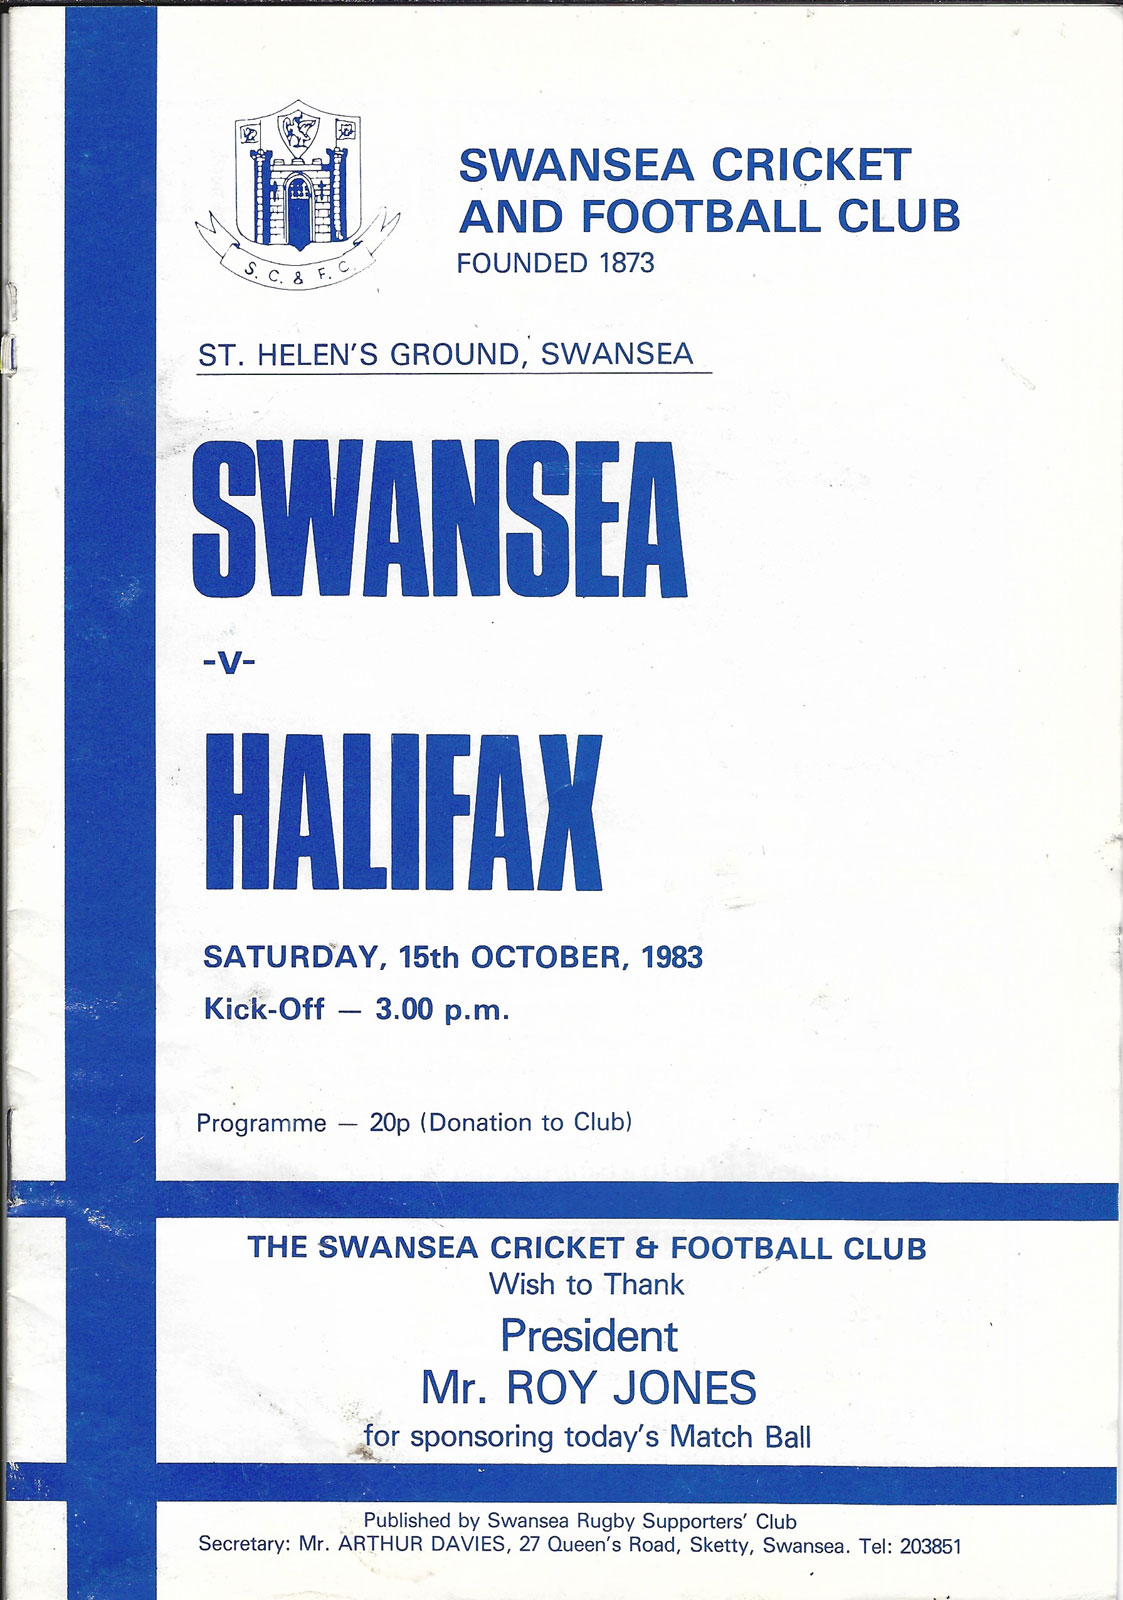 S. C. & F. C.
SWANSEA CRICKET
AND FOOTBALL CLUB
FOUNDED 1873
ST. HELEN'S GROUND, SWANSEA
SWANSEA
-v-
HALIFAX
SATURDAY, 15th OCTOBER, 1983
Kick-Off — 3.00 p.m.
Programme — 20p (Donation to Club)
THE SWANSEA CRICKET & FOOTBALL CLUB
Wish to Thank
President
Mr. ROY JONES
for sponsoring today's Match Ball
Published by Swansea Rugby Supporters' Club
Secretary: Mr. ARTHUR DAVIES, 27 Queen's Road, Sketty, Swansea. Tel: 203851